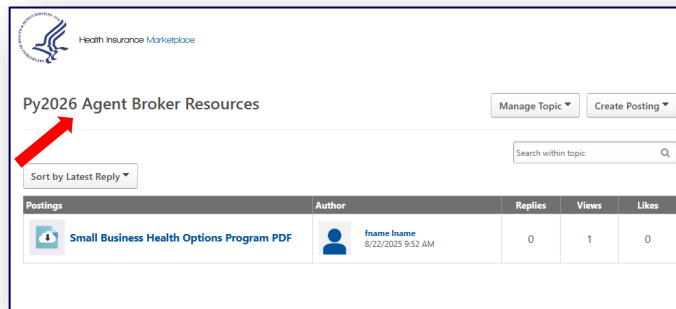 Health Insurance Marketplace
Py2026 Agent Broker Resources
Manage Topic
Create Posting
Search within topic
Sort by Latest Reply
Postings Author Replies Views Likes
Small Business Health Options Program PDF
fname lname
8/22/2025 9:52 AM
0 1 0